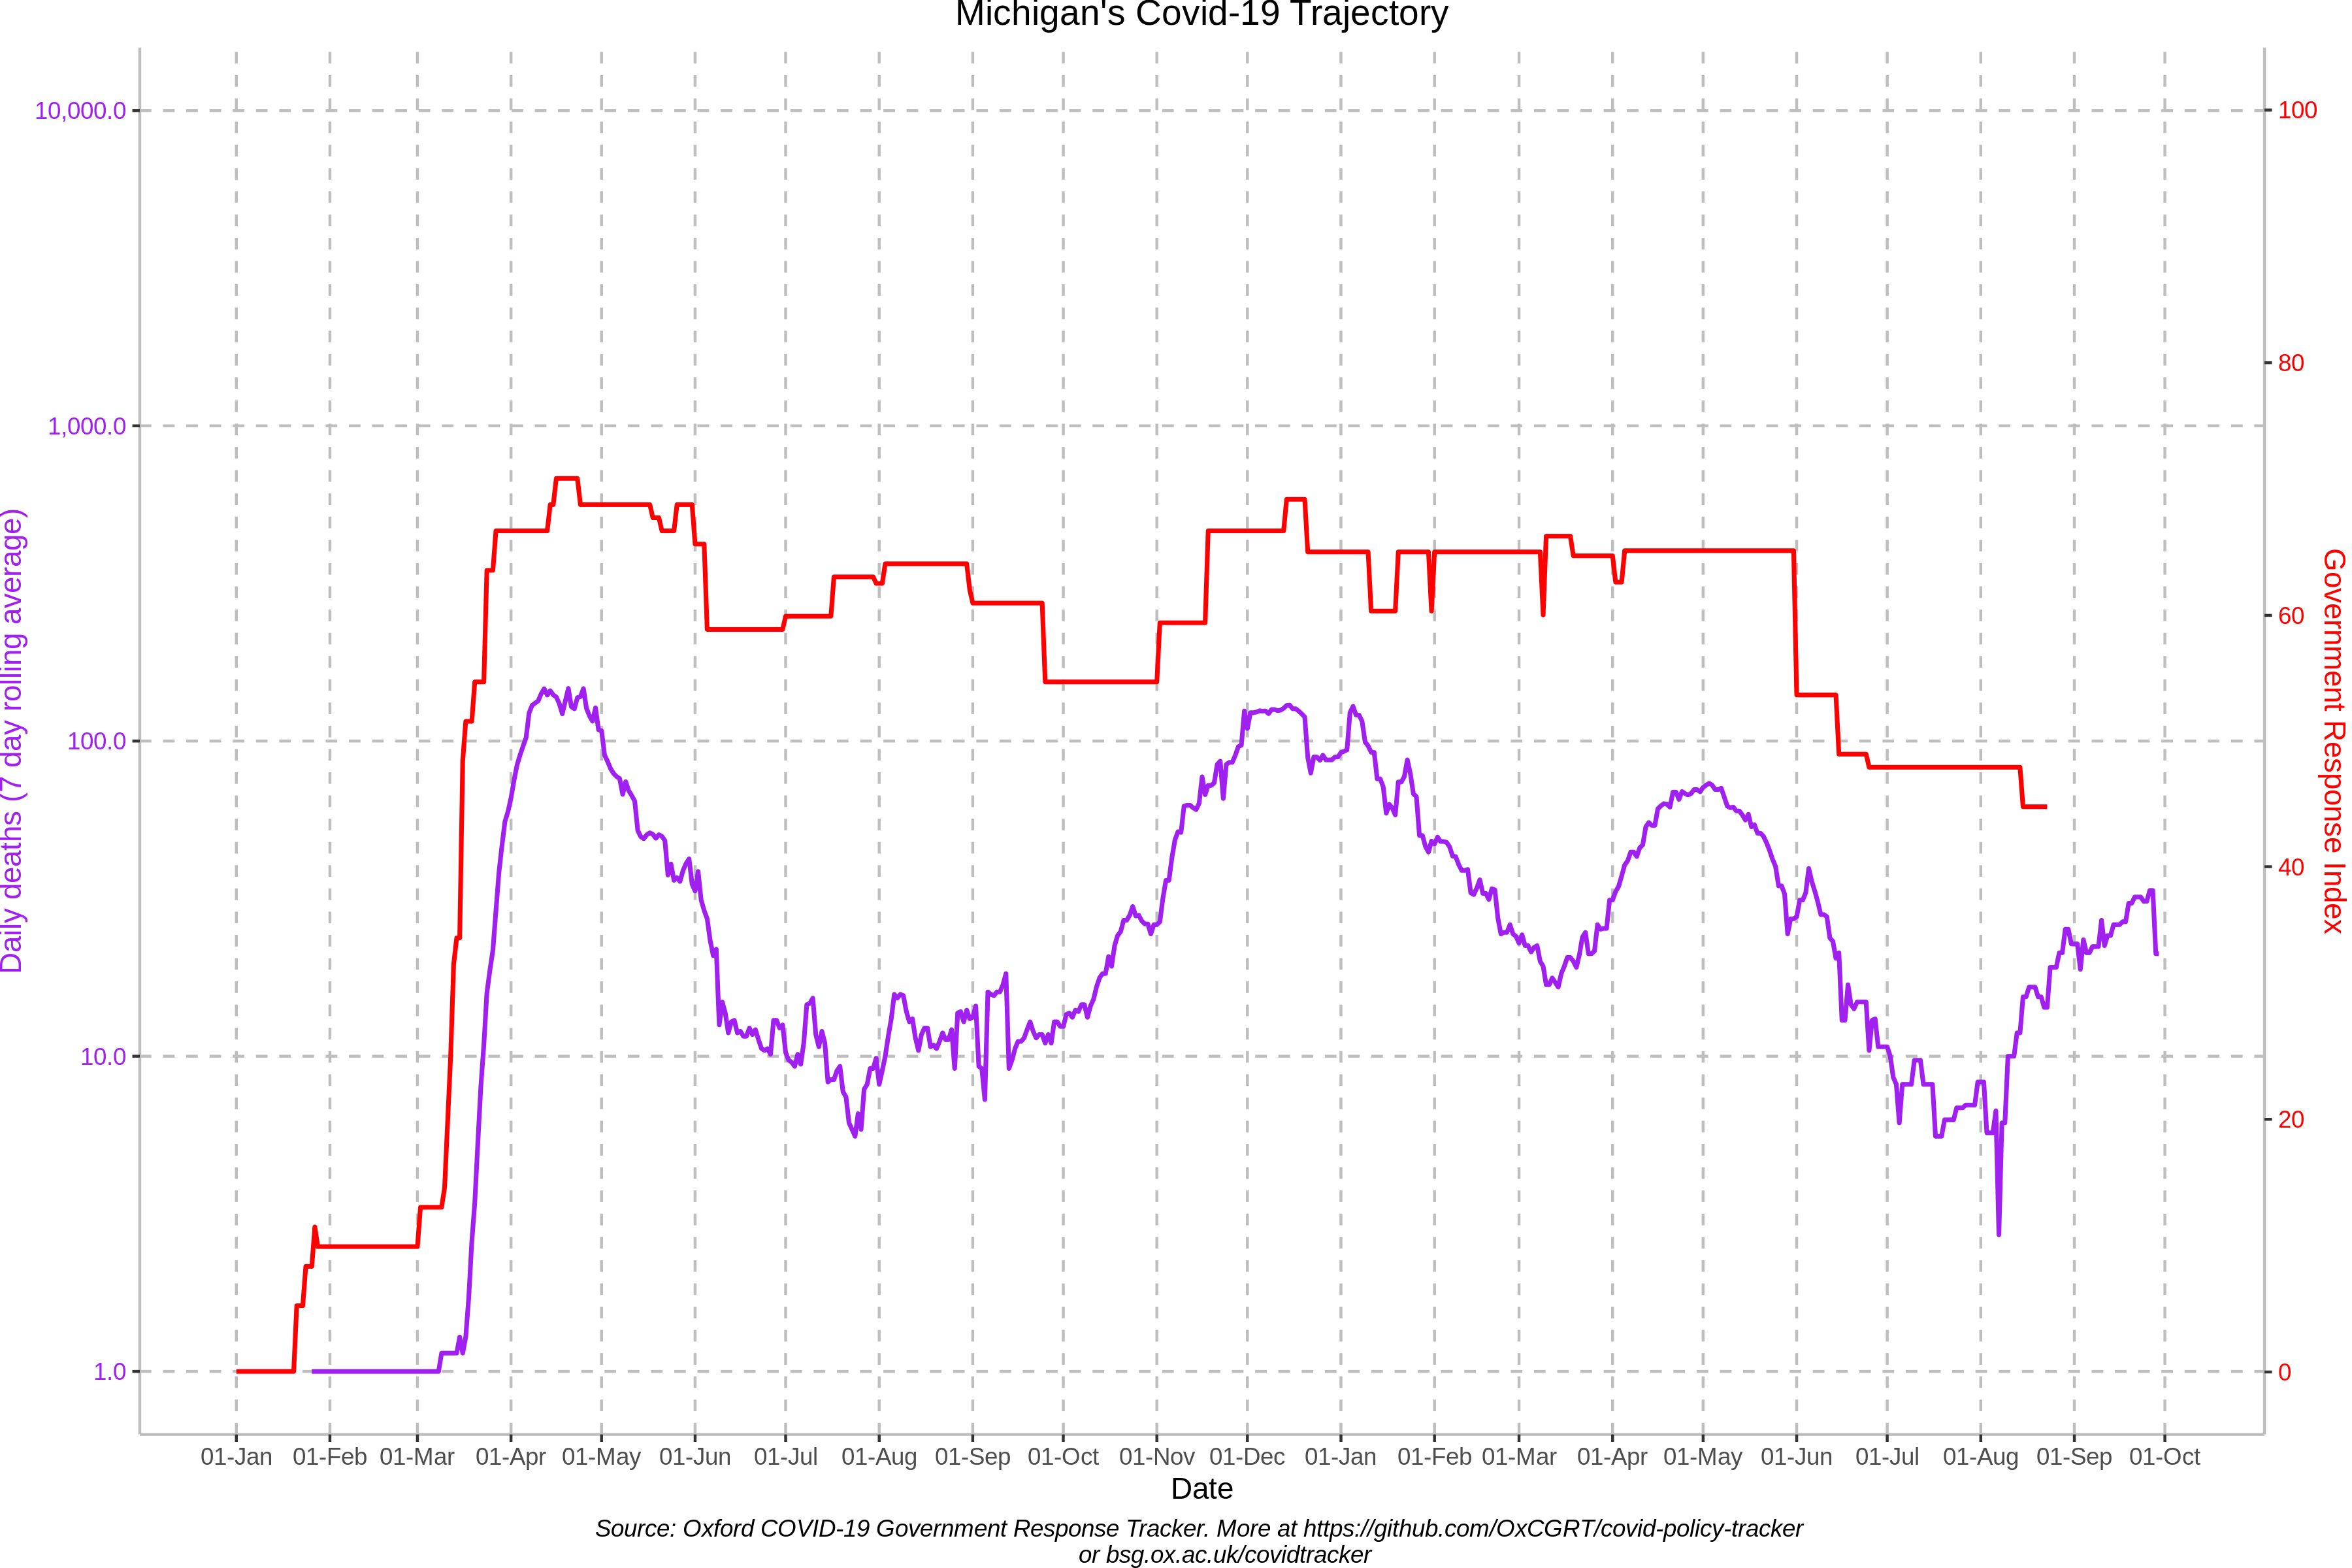 Michigan's Covid-19 Trajectory
Daily deaths (7 day rolling average)
10,000.0
1,000.0
100.0
10.0
1.0
100
80
60
40
20
0
Government Response Index
01-Jan 01-Feb 01-Mar 01-Apr 01-May 01-Jun 01-Jul 01-Aug 01-Sep 01-Oct 01-Nov 01-Dec 01-Jan 01-Feb 01-Mar 01-Apr 01-May 01-Jun 01-Jul 01-Aug 01-Sep 01-Oct
Date
Source: Oxford COVID-19 Government Response Tracker. More at https://github.com/OxCGRT/covid-policy-tracker
or bsg.ox.ac.uk/covidtracker